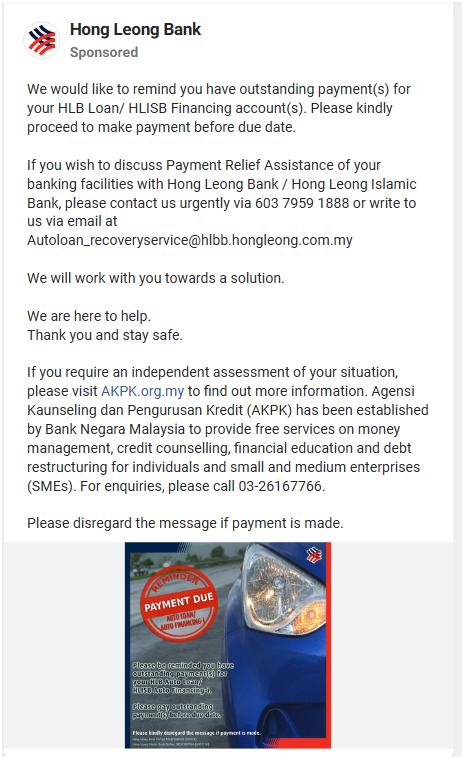 Hong Leong Bank
Sponsored
We would like to remind you have outstanding payment(s) for
your HLB Loan/ HLISB Financing account(s). Please kindly
proceed to make payment before due date.
If you wish to discuss Payment Relief Assistance of your
banking facilities with Hong Leong Bank / Hong Leong Islamic
Bank, please contact us urgently via 603 7959 1888 or write to
us via email at
Autoloan_recoveryservice@hlbb.hongleong.com.my
We will work with you towards a solution.
We are here to help.
Thank you and stay safe.
If you require an independent assessment of your situation,
please visit AKPK.org.my to find out more information. Agensi
Kaunseling dan Pengurusan Kredit (AKPK) has been established
by Bank Negara Malaysia to provide free services on money
management, credit counselling, financial education and debt
restructuring for individuals and small and medium enterprises
(SMEs). For enquiries, please call 03-26167766.
Please disregard the message if payment is made.
REMINDER
PAYMENT DUE
AUTO LOAN/
AUTO FINANCING-i
Please be reminded you have
outstanding payment(s) for
your HLB Auto Loan/
HLISB Auto Financing-i.
Please pay outstanding
payment(s) before due date.
Please kindly disregard the message if payment is made.